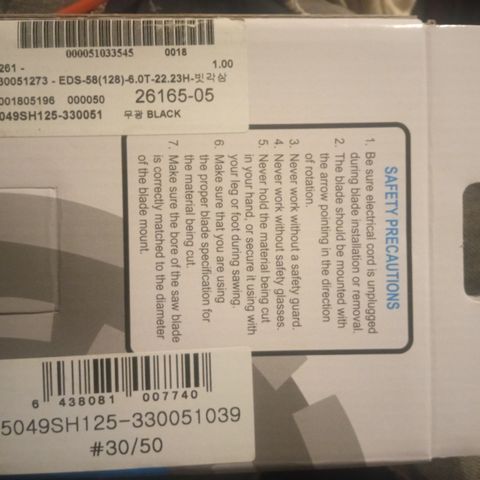 000051033545 0018
261 - 1.00
30051273 - EDS-58(128)-6.0T-22.23H-빗각삼
001805196 000050 26165-05
049SH125-330051 무광 BLACK
SAFETY PRECAUTIONS
1. Be sure electrical cord is unplugged
during blade installation or removal.
2. The blade should be mounted with
the arrow pointing in the direction
of rotation.
3. Never work without a safety guard.
4. Never work without safety glasses.
5. Never hold the material being cut
in your hand, or secure it using with
your leg or foot during sawing.
6. Make sure that you are using
the proper blade specification for
the material being cut.
7. Make sure the bore of the saw blade
is correctly matched to the diameter
of the blade mount.
6 438081 007740
5049SH125-330051039
#30/50